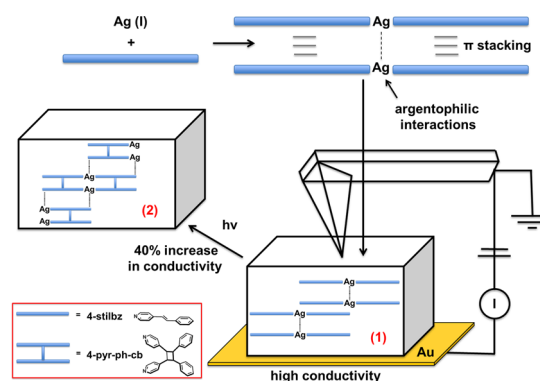 Ag (I)
+
Ag
π stacking
Ag
argentophilic
interactions
Ag
Ag
Ag
Ag
Ag
Ag
Ag
(2)
hν
40% increase
in conductivity
Ag
Ag
Ag
Ag
(1)
I
Au
high conductivity
= 4-stilbz
N
= 4-pyr-ph-cb
N
N